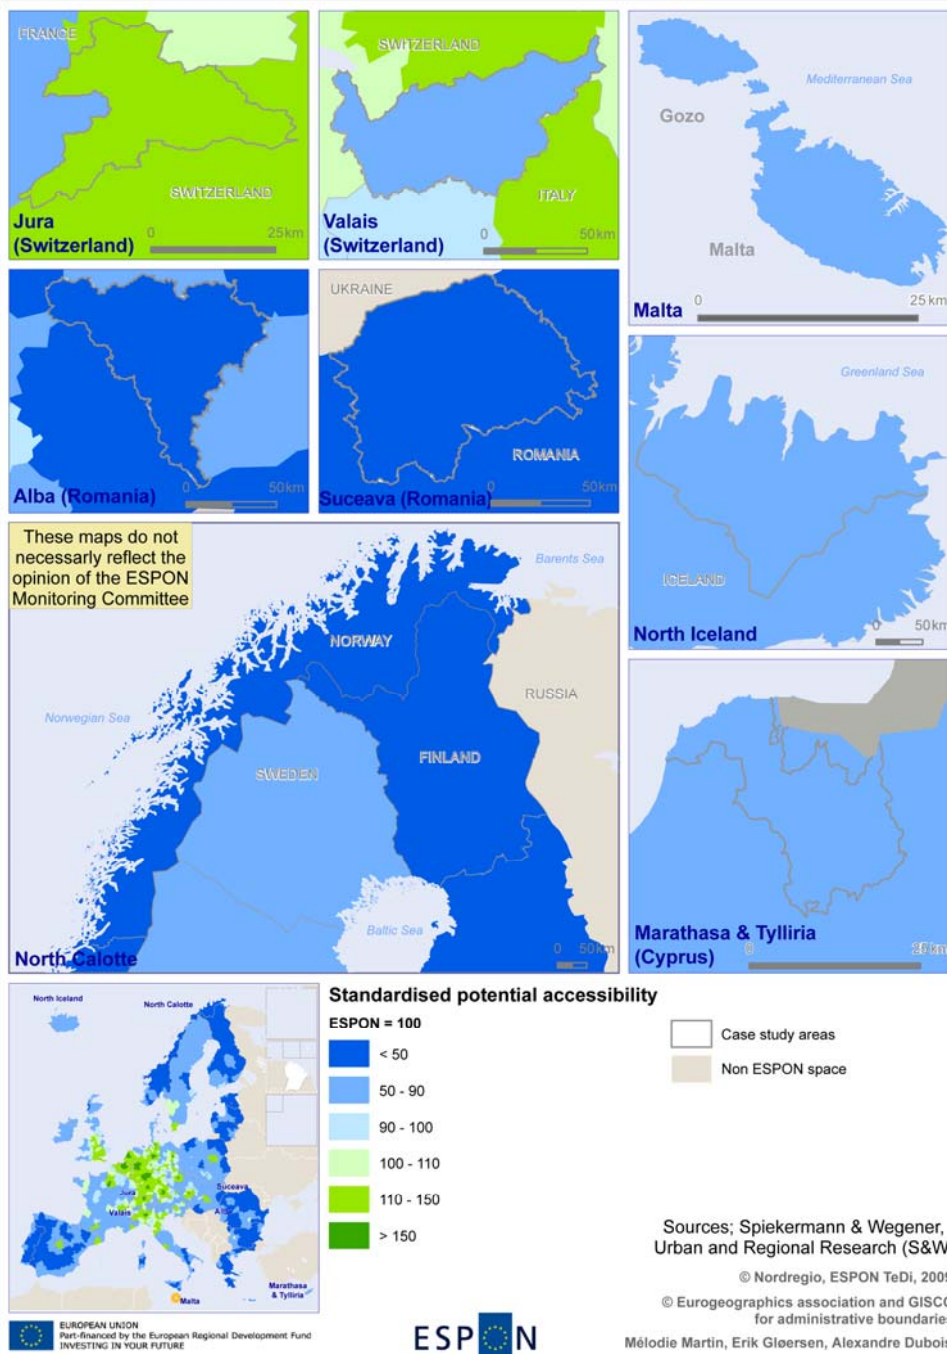 FRANCE
SWITZERLAND
Jura
(Switzerland)
0 25km
SWITZERLAND
ITALY
Valais
(Switzerland)
0 50km
Mediterranean Sea
Gozo
Malta
Malta
0 25 km
Alba (Romania)
0 50km
UKRAINE
ROMANIA
Suceava (Romania)
0 50km
Greenland Sea
ICELAND
North Iceland
0 50km
These maps do not
necessarly reflect the
opinion of the ESPON
Monitoring Committee
Barents Sea
NORWAY
RUSSIA
Norwegian Sea
SWEDEN
FINLAND
Baltic Sea
North Calotte
0 50km
Marathasa & Tylliria
(Cyprus)
0 km
North Iceland
North Calotte
Jura
Valais
Suceava
Alba
Malta
Marathasa
& Tylliria
Standardised potential accessibility
ESPON = 100
< 50
50 - 90
90 - 100
100 - 110
110 - 150
> 150
Case study areas
Non ESPON space
Sources; Spiekermann & Wegener,
Urban and Regional Research (S&W
© Nordregio, ESPON TeDi, 2009
© Eurogeographics association and GISCO
for administrative boundaries
Mélodie Martin, Erik Gløersen, Alexandre Dubois
EUROPEAN UNION
Part-financed by the European Regional Development Fund
INVESTING IN YOUR FUTURE
ESPON